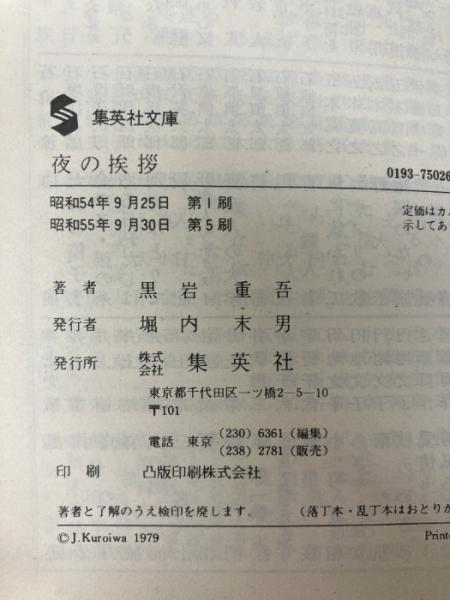 集英社文庫
夜の挨拶
0193-75026
昭和54年9月25日 第1刷
昭和55年9月30日 第5刷
定価はカ
示してあ
著者 黒岩重吾
発行者 堀内末男
発行所 株式会社 集英社
東京都千代田区一ツ橋2—5—10
〒101
電話 東京 (230) 6361 (編集)
(238) 2781 (販売)
印刷 凸版印刷株式会社
著者と了解のうえ検印を廃します。
(落丁本・乱丁本はおとりか
©J.Kuroiwa 1979
Print